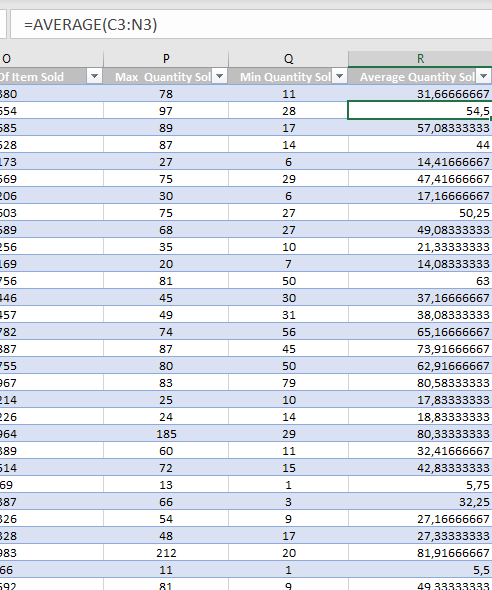 =AVERAGE(C3:N3)
O P Q R
Of Item Sold Max Quantity Sol Min Quantity Sol Average Quantity Sol
380 78 11 31,66666667
654 97 28 54,5
685 89 17 57,08333333
528 87 14 44
173 27 6 14,41666667
569 75 29 47,41666667
206 30 6 17,16666667
603 75 27 50,25
589 68 27 49,08333333
256 35 10 21,33333333
169 20 7 14,08333333
756 81 50 63
446 45 30 37,16666667
457 49 31 38,08333333
782 74 56 65,16666667
887 87 45 73,91666667
755 80 50 62,91666667
967 83 79 80,58333333
214 25 10 17,83333333
226 24 14 18,83333333
964 185 29 80,33333333
389 60 11 32,41666667
514 72 15 42,83333333
69 13 1 5,75
387 66 3 32,25
326 54 9 27,16666667
328 48 17 27,33333333
983 212 20 81,91666667
66 11 1 5,5
592 81 9 49,33333333